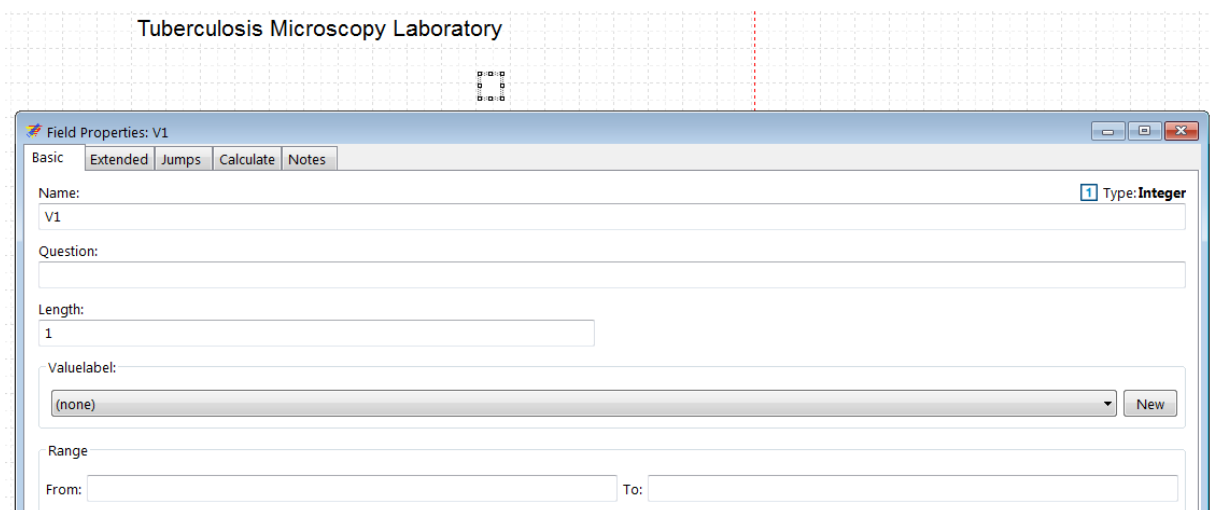 Tuberculosis Microscopy Laboratory
Field Properties: V1
Basic Extended Jumps Calculate Notes
Name: 1 Type: Integer
V1
Question:
Length:
1
Valuelabel:
(none) New
Range
From: To: